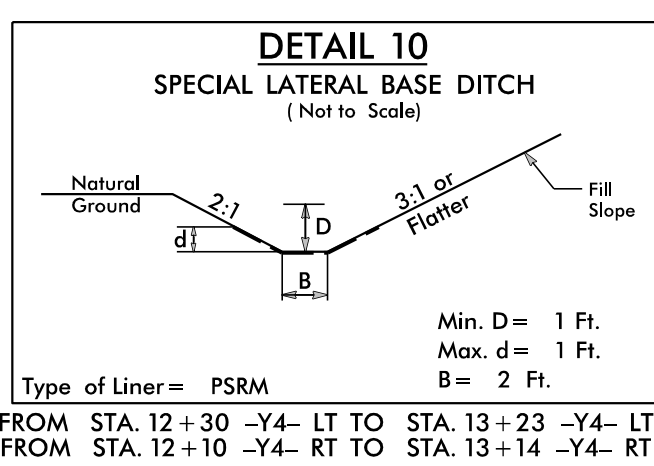 DETAIL 10
SPECIAL LATERAL BASE DITCH
( Not to Scale)
Natural
Ground
2:1
3:1 or
Flatter
Fill
Slope
D
d
B
Min. D = 1 Ft.
Max. d = 1 Ft.
B = 2 Ft.
Type of Liner = PSRM
FROM STA. 12+30 -Y4- LT TO STA. 13+23 -Y4- LT
FROM STA. 12+10 -Y4- RT TO STA. 13+14 -Y4- RT